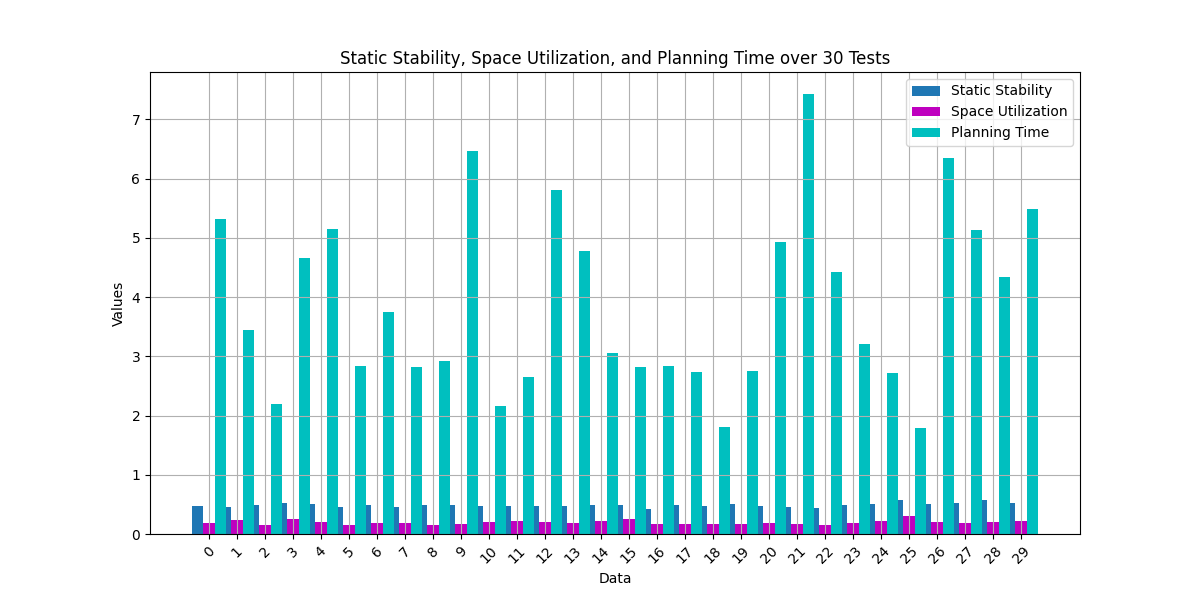 Static Stability, Space Utilization, and Planning Time over 30 Tests
Static Stability
Space Utilization
Planning Time
7
6
5
4
3
2
1
0
Values
0 1 2 3 4 5 6 7 8 9 10 11 12 13 14 15 16 17 18 19 20 21 22 23 24 25 26 27 28 29
Data